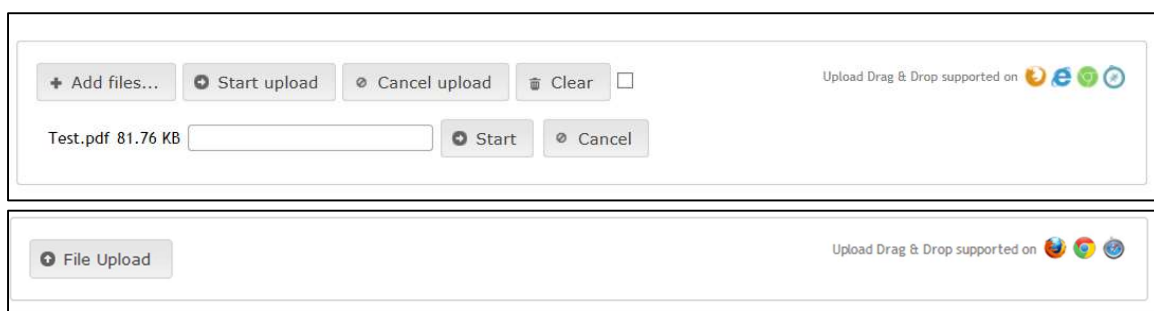 Add files... Start upload Cancel upload Clear Upload Drag & Drop supported on
Test.pdf 81.76 KB Start Cancel
File Upload Upload Drag & Drop supported on